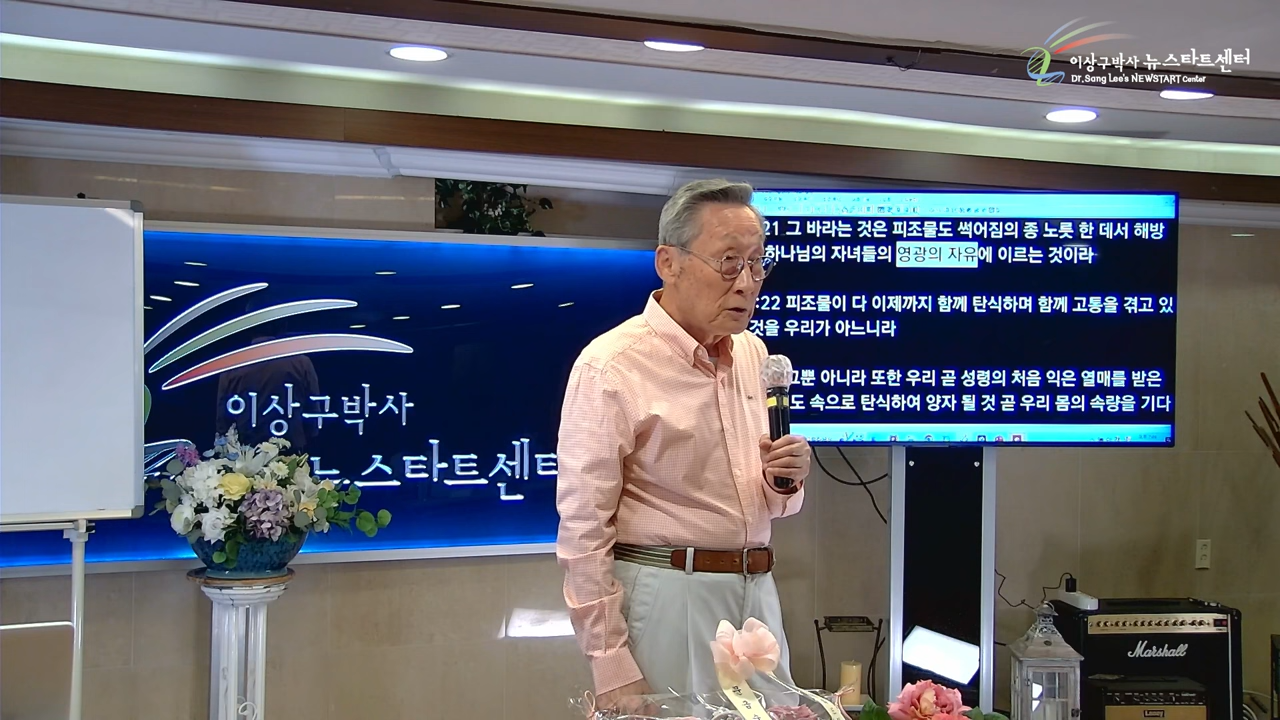 이상구박사 뉴스타트센터
Dr. Sang Lee's NEWSTART Center
21 그 바라는 것은 피조물도 썩어짐의 종 노릇 한 데서 해방
하나님의 자녀들의 영광의 자유에 이르는 것이라
:22 피조물이 다 이제까지 함께 탄식하며 함께 고통을 겪고 있
것을 우리가 아느니라
그뿐 아니라 또한 우리 곧 성령의 처음 익은 열매를 받은
도 속으로 탄식하여 양자 될 것 곧 우리 몸의 속량을 기다
이상구박사
뉴스타트센터
Marshall